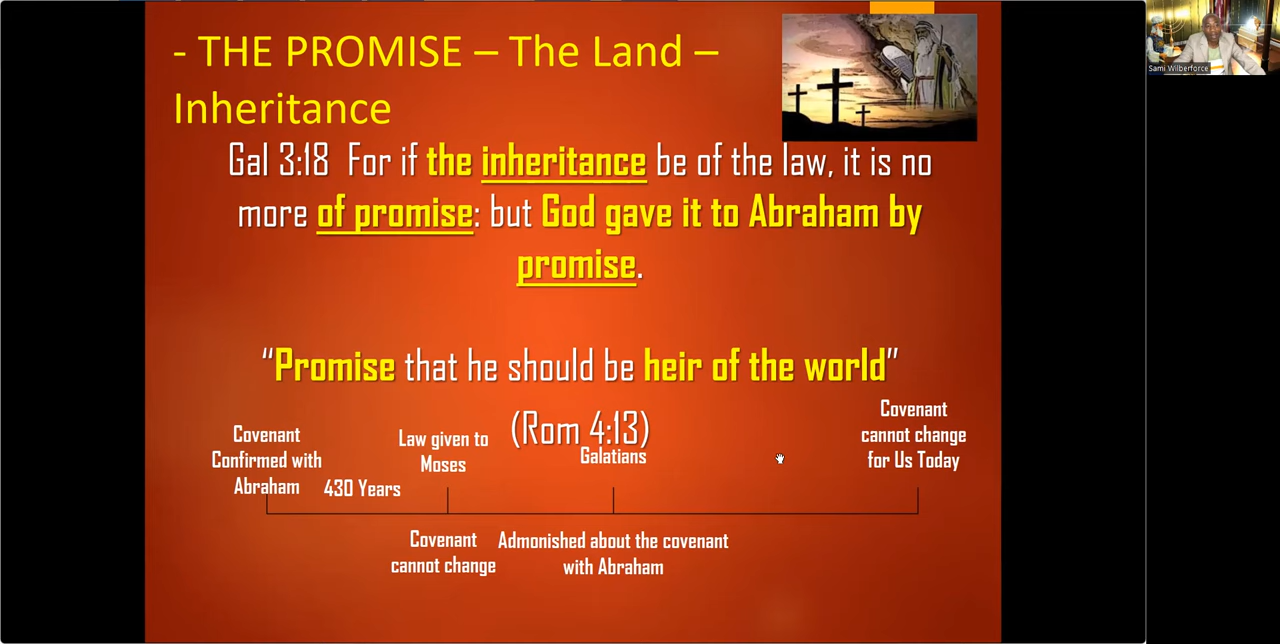 - THE PROMISE – The Land –
Inheritance
Gal 3:18 For if the inheritance be of the law, it is no
more of promise: but God gave it to Abraham by
promise.
“Promise that he should be heir of the world”
(Rom 4:13)
Covenant
Confirmed with
Abraham
430 Years
Law given to
Moses
Galatians
Covenant
cannot change
for Us Today
Covenant
cannot change
Admonished about the covenant
with Abraham
Sami Wilberforce